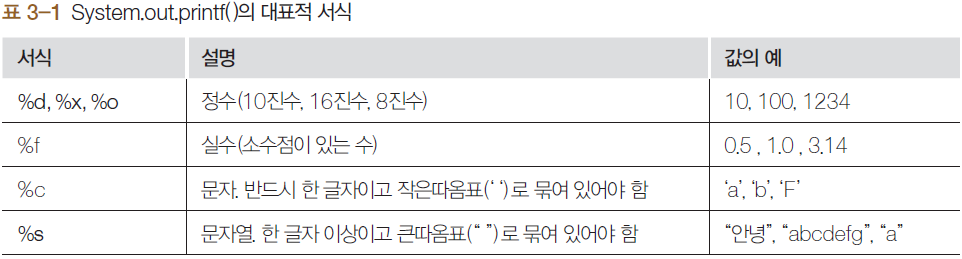 표 3-1 System.out.printf()의 대표적 서식
서식 설명 값의 예
%d, %x, %o 정수(10진수, 16진수, 8진수) 10, 100, 1234
%f 실수(소수점이 있는 수) 0.5 , 1.0 , 3.14
%c 문자. 반드시 한 글자이고 작은따옴표(‘ ’)로 묶여 있어야 함 ‘a’, ‘b’, ‘F’
%s 문자열. 한 글자 이상이고 큰따옴표(“ ”)로 묶여 있어야 함 “안녕”, “abcdefg”, “a”